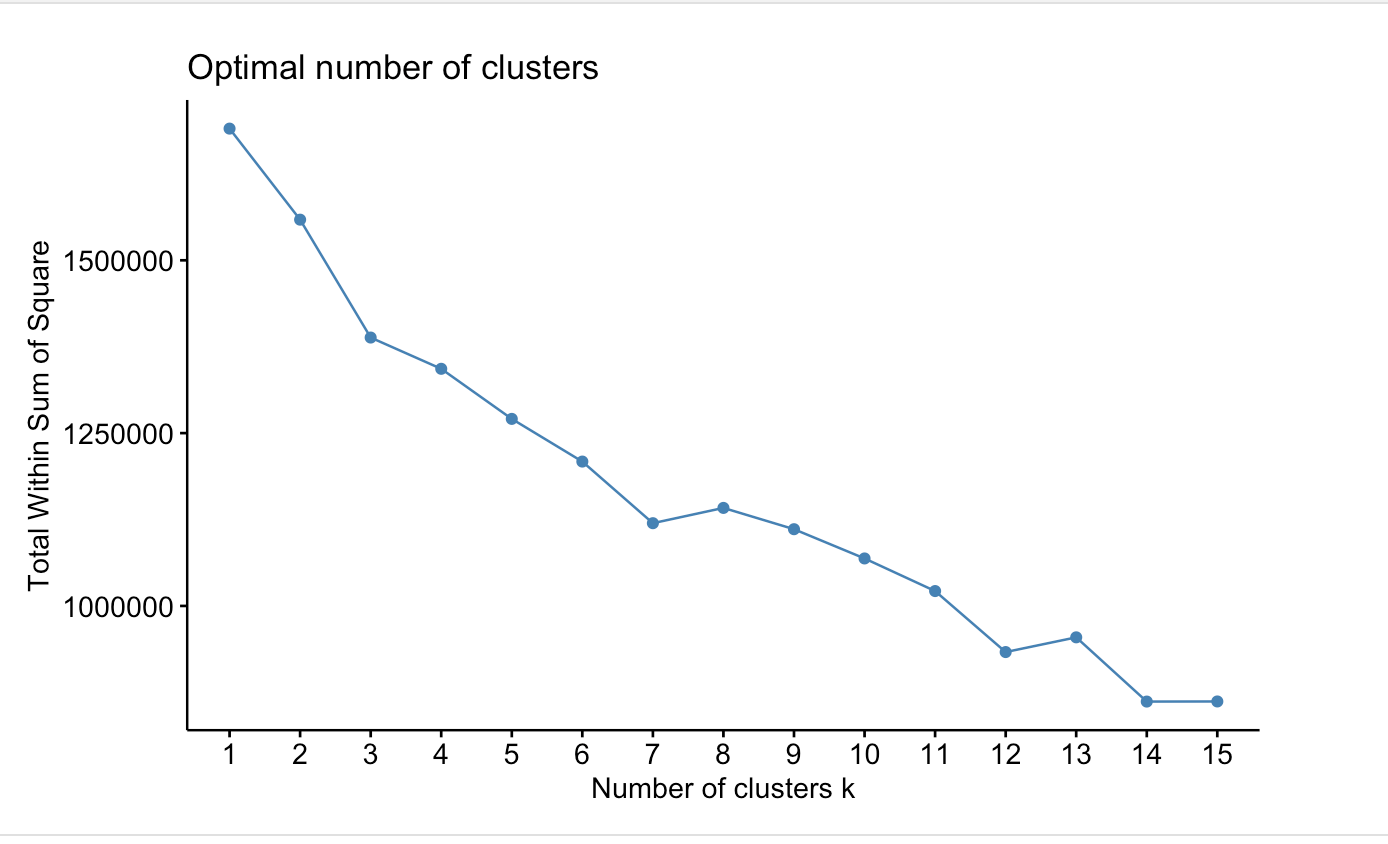 Optimal number of clusters
Total Within Sum of Square
1500000
1250000
1000000
1 2 3 4 5 6 7 8 9 10 11 12 13 14 15
Number of clusters k